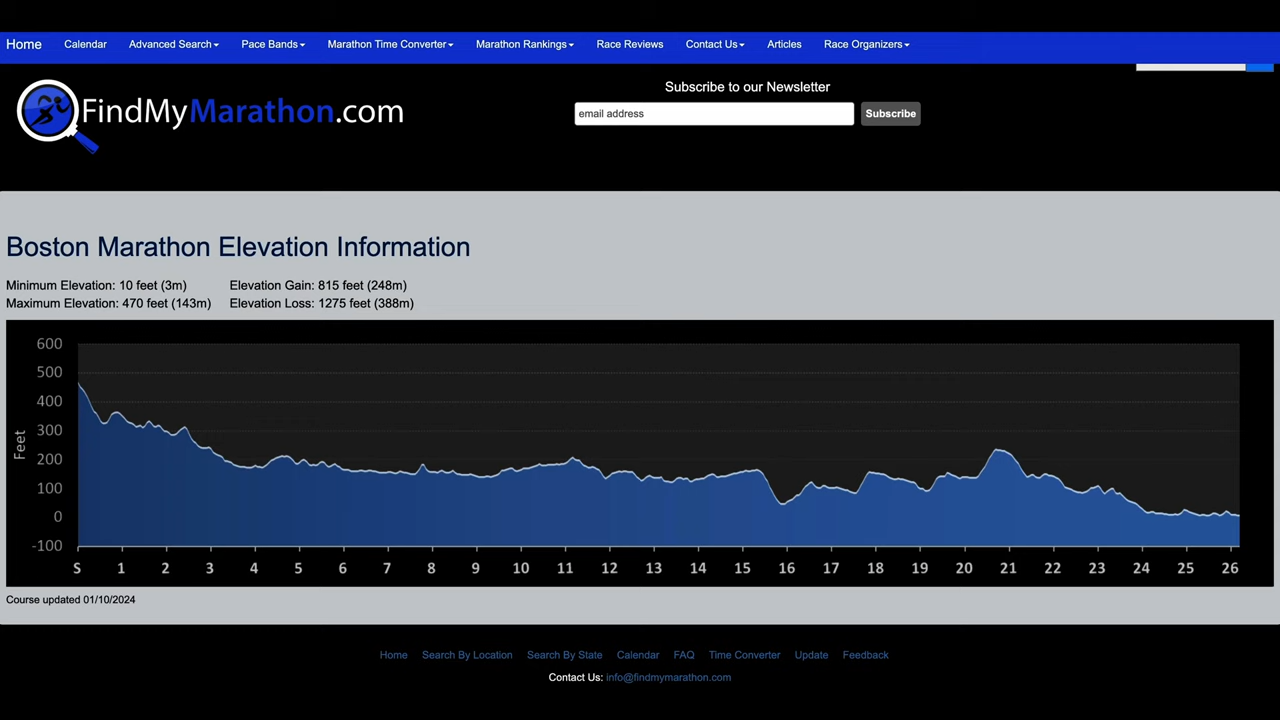 Home Calendar Advanced Search Pace Bands Marathon Time Converter Marathon Rankings Race Reviews Contact Us Articles Race Organizers
FindMyMarathon.com
Subscribe to our Newsletter
email address Subscribe
Boston Marathon Elevation Information
Minimum Elevation: 10 feet (3m) Elevation Gain: 815 feet (248m)
Maximum Elevation: 470 feet (143m) Elevation Loss: 1275 feet (388m)
600
500
400
300
200
100
0
-100
Feet
S 1 2 3 4 5 6 7 8 9 10 11 12 13 14 15 16 17 18 19 20 21 22 23 24 25 26
Course updated 01/10/2024
Home Search By Location Search By State Calendar FAQ Time Converter Update Feedback
Contact Us: info@findmymarathon.com